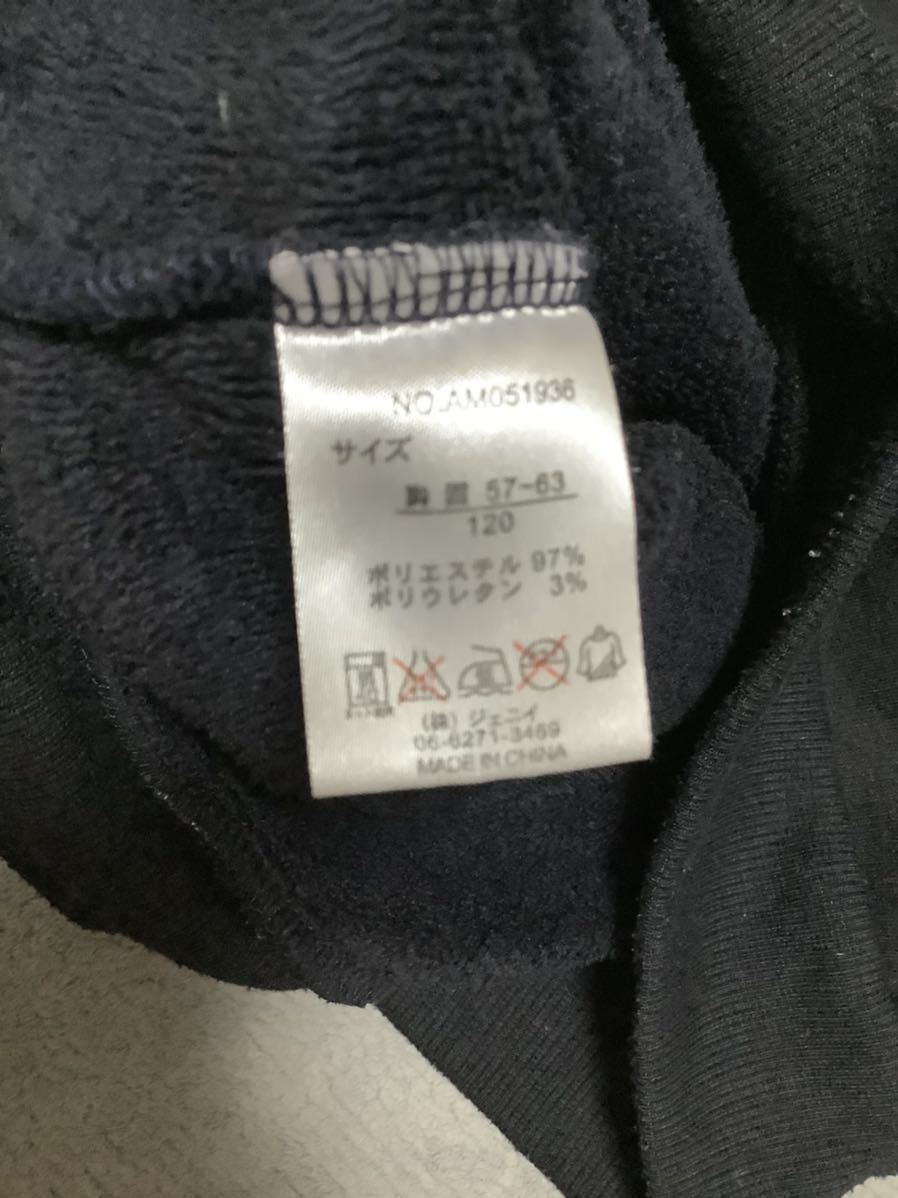 NO.AM051936
サイズ
胸囲 57~63
120
ポリエステル 97%
ポリウレタン 3%
(株) ジェニイ
06-6271-3469
MADE IN CHINA